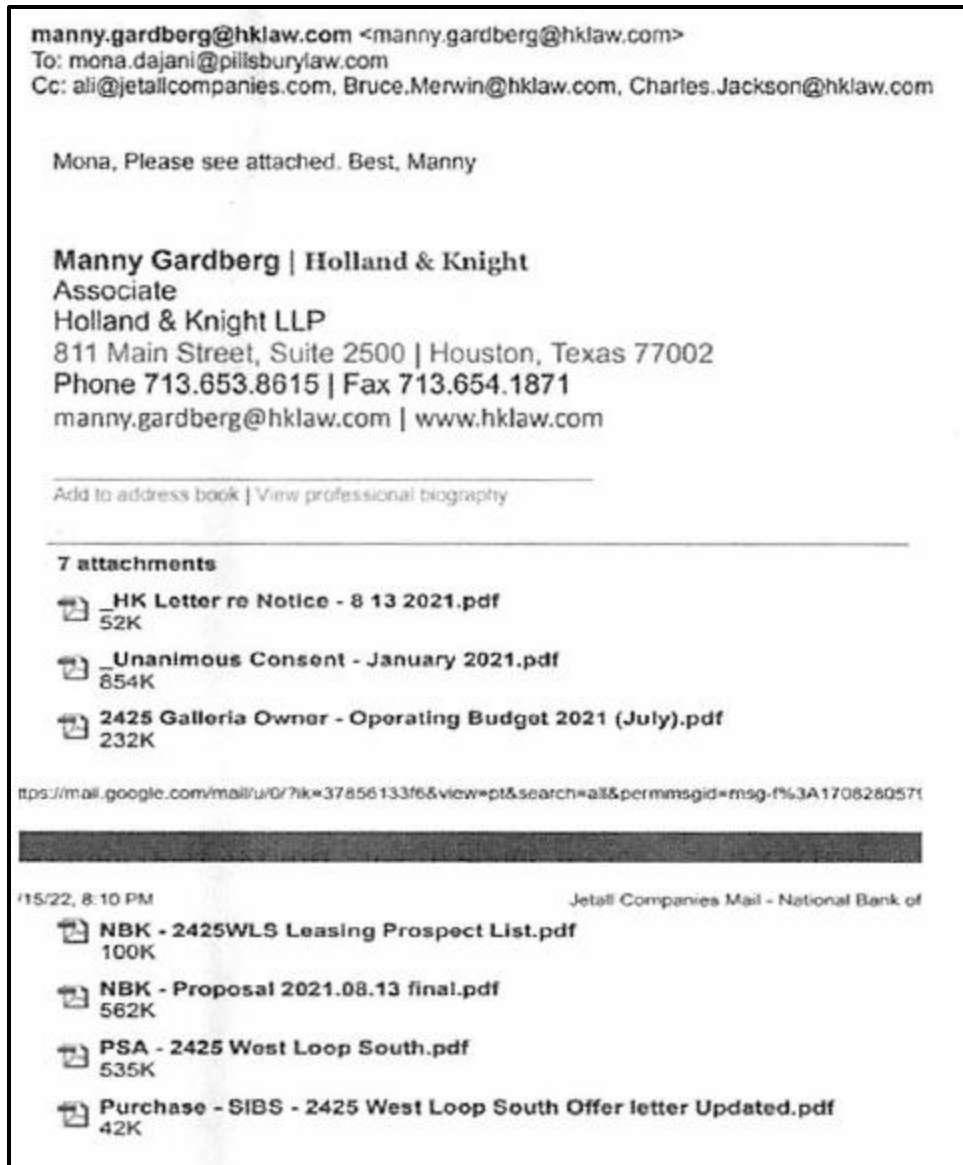 manny.gardberg@hklaw.com <manny.gardberg@hklaw.com>
To: mona.dajani@pillsburylaw.com
Cc: ali@jetallcompanies.com, Bruce.Merwin@hklaw.com, Charles.Jackson@hklaw.com
Mona, Please see attached. Best, Manny
Manny Gardberg | Holland & Knight
Associate
Holland & Knight LLP
811 Main Street, Suite 2500 | Houston, Texas 77002
Phone 713.653.8615 | Fax 713.654.1871
manny.gardberg@hklaw.com | www.hklaw.com
Add to address book | View professional biography
7 attachments
_HK Letter re Notice - 8 13 2021.pdf
52K
_Unanimous Consent - January 2021.pdf
854K
2425 Galleria Owner - Operating Budget 2021 (July).pdf
232K
ttps://mail.google.com/mail/u/0/?ik=37856133f6&view=pt&search=all&permmsgid=msg-f%3A170828057
/15/22, 8:10 PM
Jetall Companies Mail - National Bank of
NBK - 2425WLS Leasing Prospect List.pdf
100K
NBK - Proposal 2021.08.13 final.pdf
562K
PSA - 2425 West Loop South.pdf
535K
Purchase - SIBS - 2425 West Loop South Offer letter Updated.pdf
42K